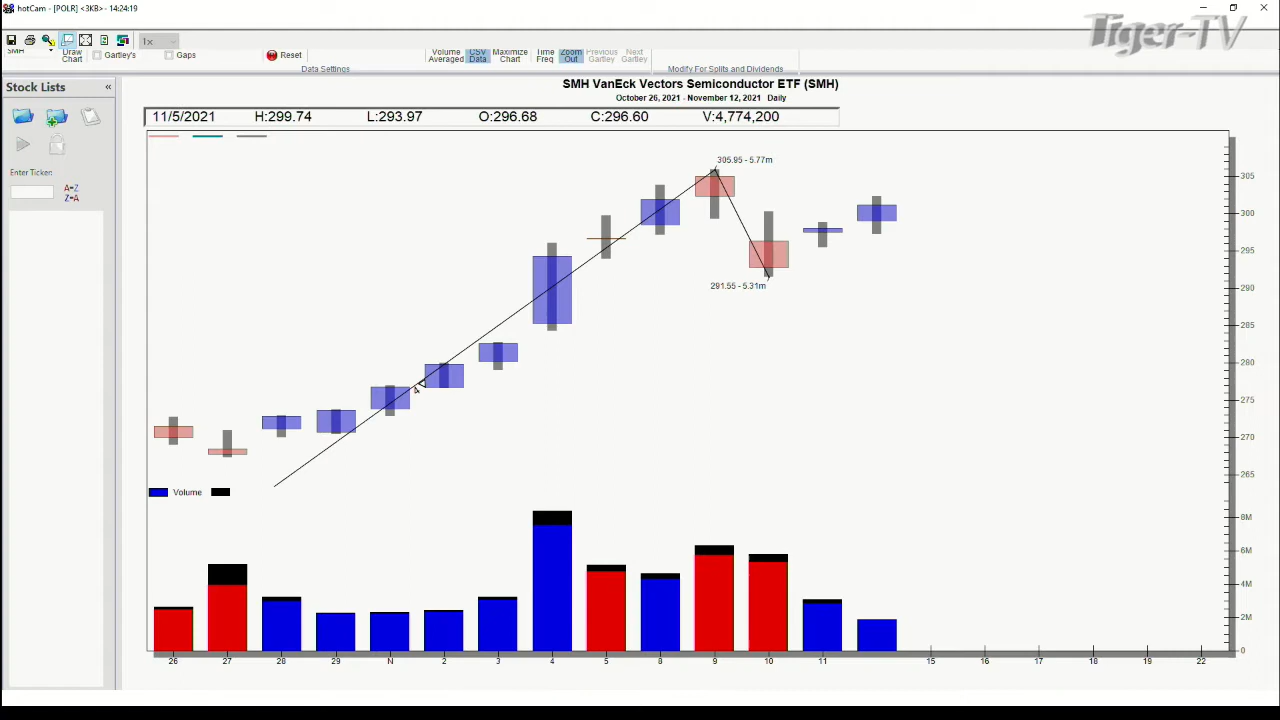 hotCam - [POLR] <3KB> - 14:24:19
Tiger-TV
1x
SMH
Draw Chart
Gartley's
Gaps
Reset
Volume Averaged
CSV Data
Maximize Chart
Time Freq
Zoom Out
Previous Gartley
Next Gartley
Data Settings
Modify For Splits and Dividends
Stock Lists
«
Enter Ticker:
A=Z
Z=A
SMH VanEck Vectors Semiconductor ETF (SMH)
October 26, 2021 - November 12, 2021 Daily
11/5/2021 H:299.74 L:293.97 O:296.68 C:296.60 V:4,774,200
305.95 - 5.77m
291.55 - 5.31m
305
300
295
290
285
280
275
270
265
Volume
8M
6M
4M
2M
0
26 27 28 29 N 2 3 4 5 8 9 10 11 15 16 17 18 19 22